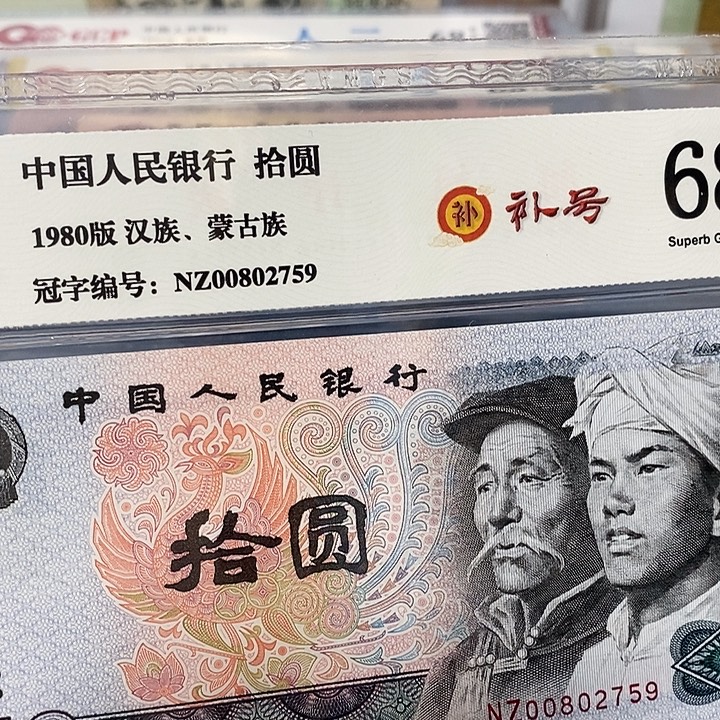 中国人民银行 拾圆
1980版 汉族、蒙古族
冠字编号：NZ00802759
补
补号
68
Superb G
中国人民银行
拾圆
NZ00802759